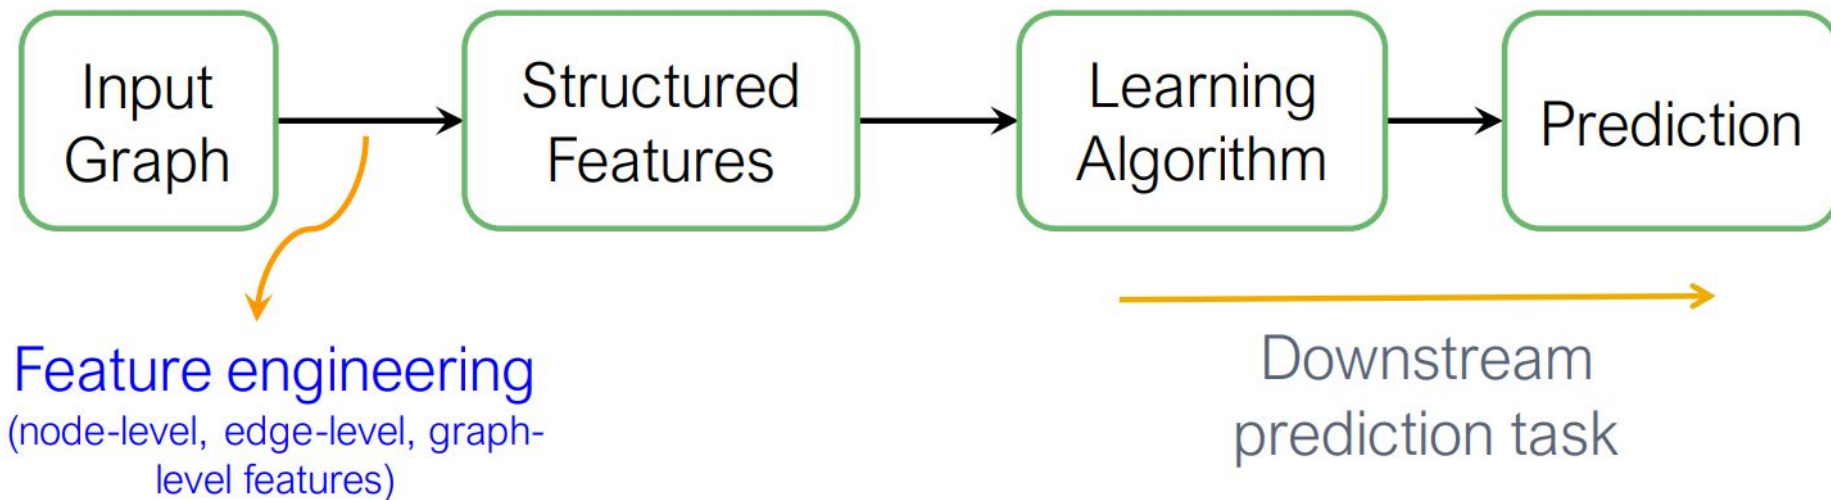 Input
Graph
Structured
Features
Learning
Algorithm
Prediction
Feature engineering
(node-level, edge-level, graph-
level features)
Downstream
prediction task